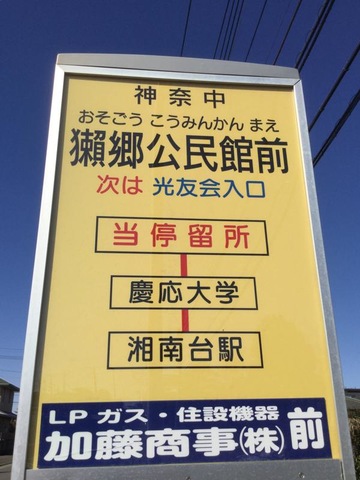 神奈中
おそごう こうみんかん まえ
獺郷公民館前
次は 光友会入口
当停留所
慶応大学
湘南台駅
LP ガス・住設機器
加藤商事(株)前